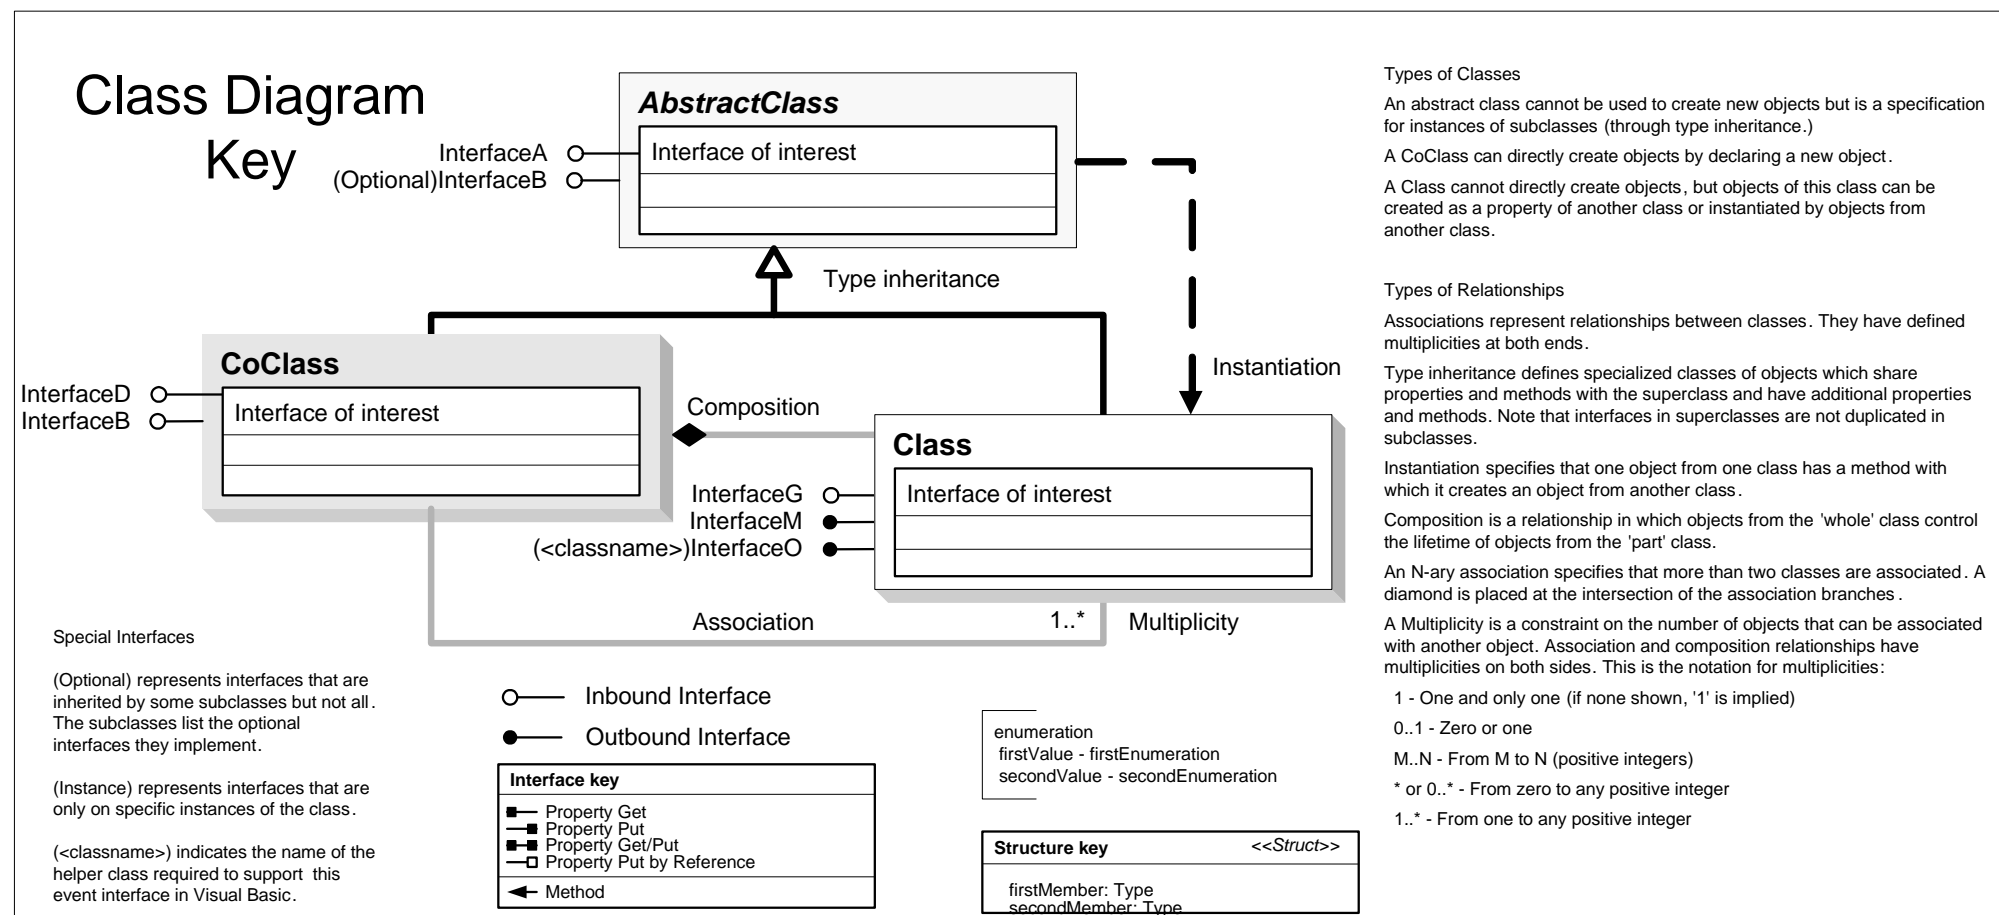 Class Diagram
Key
AbstractClass
InterfaceA
Interface of interest
(Optional)InterfaceB
Type inheritance
Instantiation
CoClass
InterfaceD
Interface of interest
InterfaceB
Composition
Class
InterfaceG
Interface of interest
InterfaceM
(<classname>)InterfaceO
Association
1..*
Multiplicity
Special Interfaces
(Optional) represents interfaces that are
inherited by some subclasses but not all.
The subclasses list the optional
interfaces they implement.
(Instance) represents interfaces that are
only on specific instances of the class.
(<classname>) indicates the name of the
helper class required to support this
event interface in Visual Basic.
Inbound Interface
Outbound Interface
Interface key
Property Get
Property Put
Property Get/Put
Property Put by Reference
Method
enumeration
firstValue - firstEnumeration
secondValue - secondEnumeration
Structure key <<Struct>>
firstMember: Type
secondMember: Type
Types of Classes
An abstract class cannot be used to create new objects but is a specification
for instances of subclasses (through type inheritance.)
A CoClass can directly create objects by declaring a new object.
A Class cannot directly create objects, but objects of this class can be
created as a property of another class or instantiated by objects from
another class.
Types of Relationships
Associations represent relationships between classes. They have defined
multiplicities at both ends.
Type inheritance defines specialized classes of objects which share
properties and methods with the superclass and have additional properties
and methods. Note that interfaces in superclasses are not duplicated in
subclasses.
Instantiation specifies that one object from one class has a method with
which it creates an object from another class.
Composition is a relationship in which objects from the 'whole' class control
the lifetime of objects from the 'part' class.
An N-ary association specifies that more than two classes are associated. A
diamond is placed at the intersection of the association branches.
A Multiplicity is a constraint on the number of objects that can be associated
with another object. Association and composition relationships have
multiplicities on both sides. This is the notation for multiplicities:
1 - One and only one (if none shown, '1' is implied)
0..1 - Zero or one
M..N - From M to N (positive integers)
* or 0..* - From zero to any positive integer
1..* - From one to any positive integer